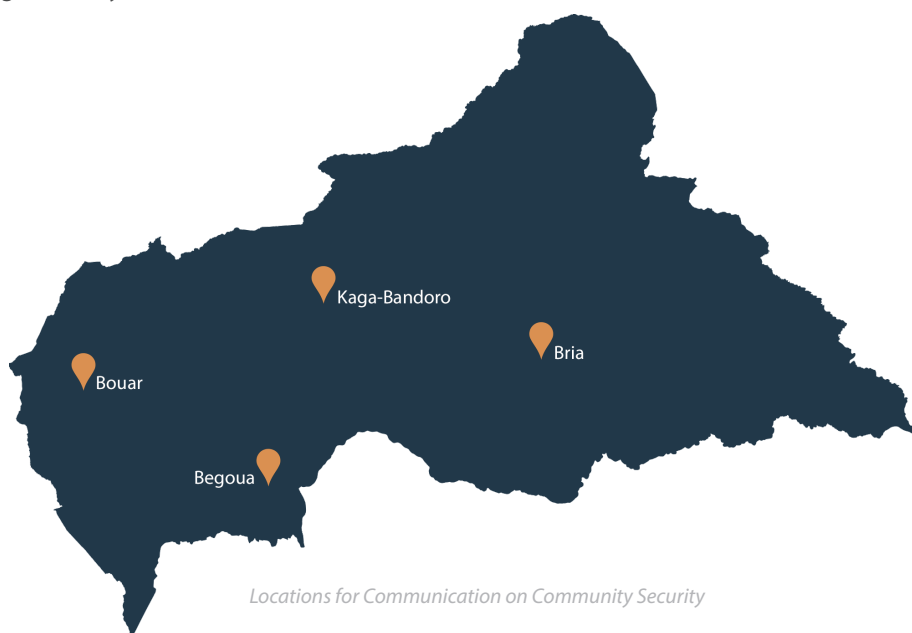 Kaga-Bandoro
Bria
Bouar
Begoua
Locations for Communication on Community Security